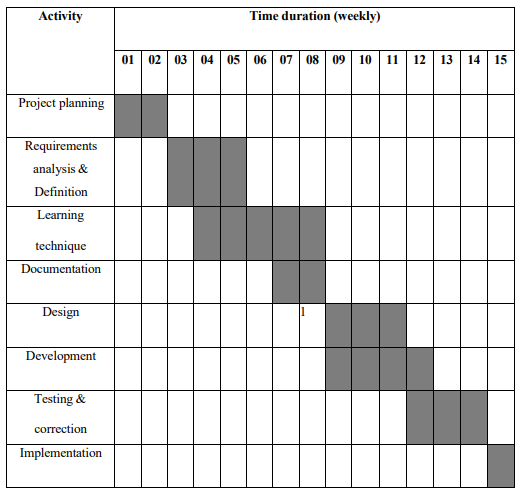 Activity Time duration (weekly)
01 02 03 04 05 06 07 08 09 10 11 12 13 14 15
Project planning
Requirements
analysis &
Definition
Learning
technique
Documentation
Design 1
Development
Testing &
correction
Implementation